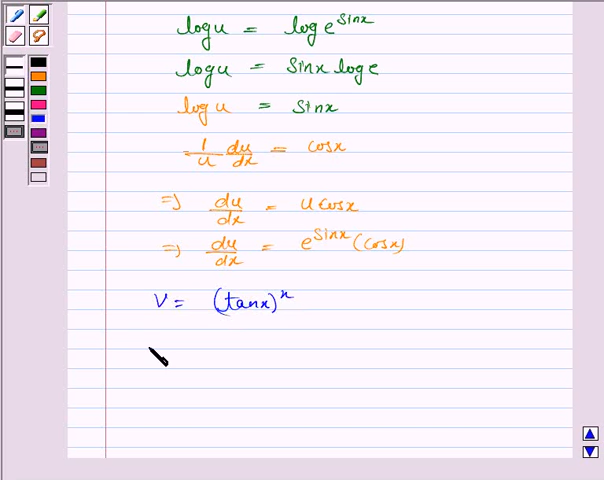 log u = log e^sinx
log u = sinx log e
log u = sinx
1/u du/dx = cosx
=> du/dx = u cosx
=> du/dx = e^sinx (cosx)
V = (tanx)^x